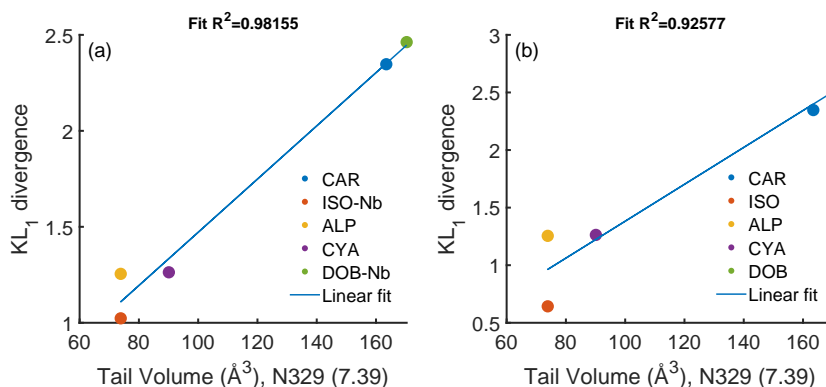 Fit R²=0.98155
(a)
2.5
2
1.5
1
KL₁ divergence
CAR
ISO-Nb
ALP
CYA
DOB-Nb
Linear fit
60 80 100 120 140 160
Tail Volume (Å³), N329 (7.39)
Fit R²=0.92577
(b)
3
2.5
2
1.5
1
0.5
KL₁ divergence
CAR
ISO
ALP
CYA
DOB
Linear fit
60 80 100 120 140 160
Tail Volume (Å³), N329 (7.39)